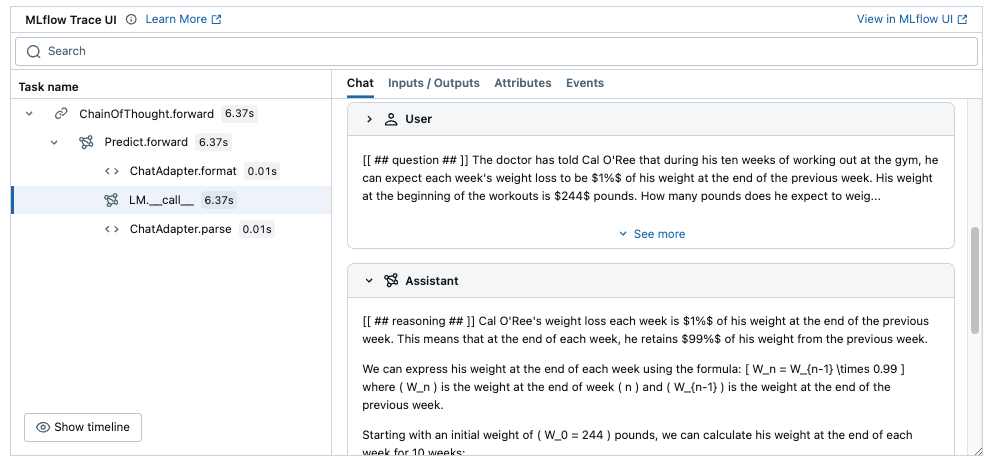 MLflow Trace UI Learn More View in MLflow UI
Search
Task name
ChainOfThought.forward 6.37s
Predict.forward 6.37s
ChatAdapter.format 0.01s
LM.__call__ 6.37s
ChatAdapter.parse 0.01s
Show timeline
Chat Inputs / Outputs Attributes Events
User
[[ ## question ## ]] The doctor has told Cal O'Ree that during his ten weeks of working out at the gym, he
can expect each week's weight loss to be $1%$ of his weight at the end of the previous week. His weight
at the beginning of the workouts is $244$ pounds. How many pounds does he expect to weig...
See more
Assistant
[[ ## reasoning ## ]] Cal O'Ree's weight loss each week is $1%$ of his weight at the end of the previous
week. This means that at the end of each week, he retains $99%$ of his weight from the previous week.
We can express his weight at the end of each week using the formula: [ W_n = W_{n-1} \times 0.99 ]
where ( W_n ) is the weight at the end of week ( n ) and ( W_{n-1} ) is the weight at the end of the
previous week.
Starting with an initial weight of ( W_0 = 244 ) pounds, we can calculate his weight at the end of each
week for 10 weeks: